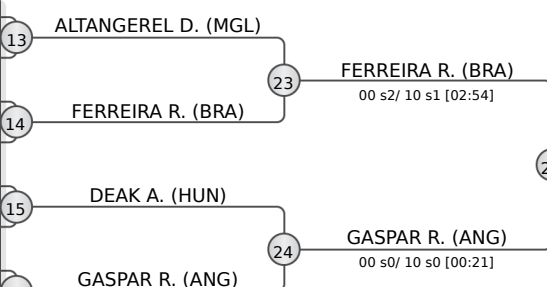 ALTANGEREL D. (MGL)
13
23
FERREIRA R. (BRA)
00 s2/ 10 s1 [02:54]
FERREIRA R. (BRA)
14
DEAK A. (HUN)
15
24
GASPAR R. (ANG)
00 s0/ 10 s0 [00:21]
GASPAR R. (ANG)